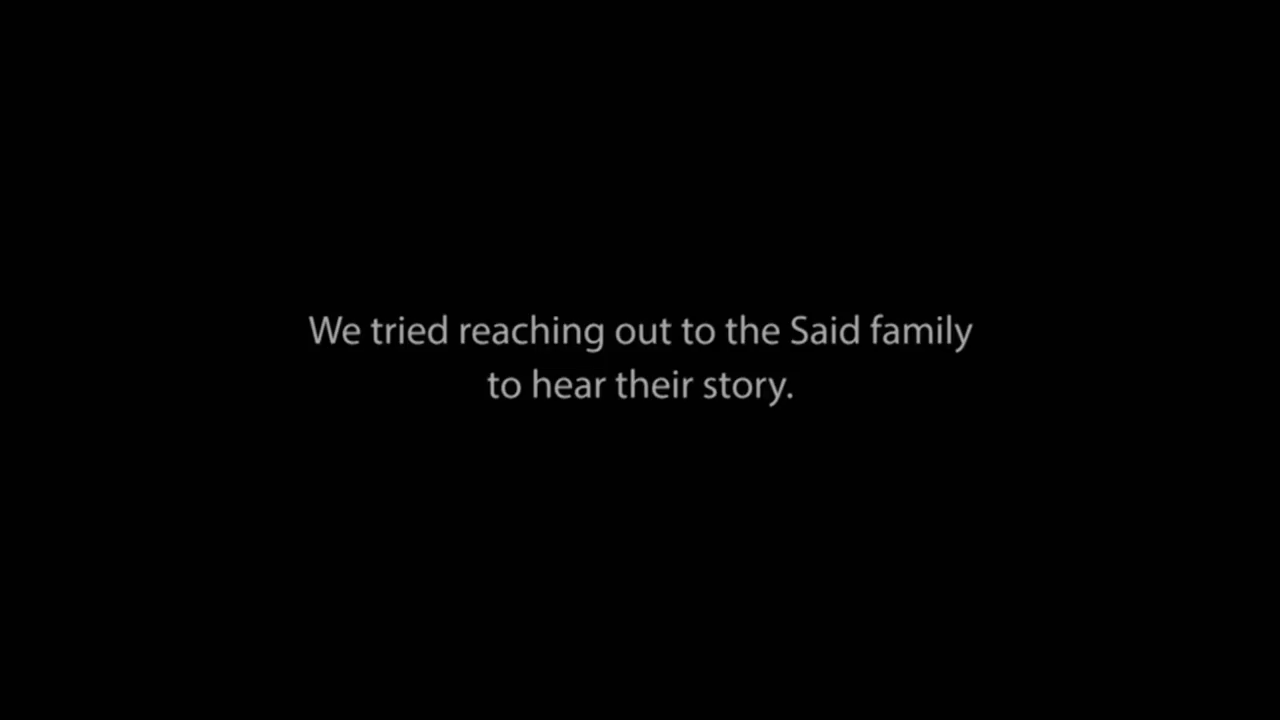 We tried reaching out to the Said family
to hear their story.